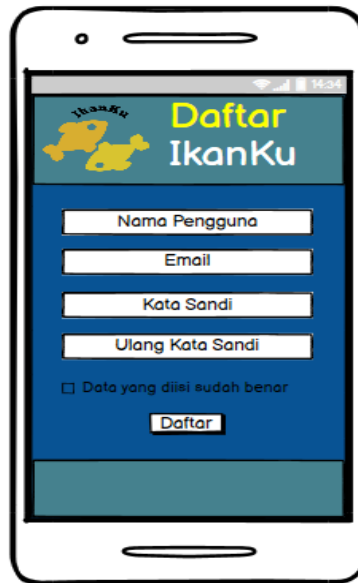 14:34
IkanKu
Daftar
IkanKu
Nama Pengguna
Email
Kata Sandi
Ulang Kata Sandi
Data yang diisi sudah benar
Daftar